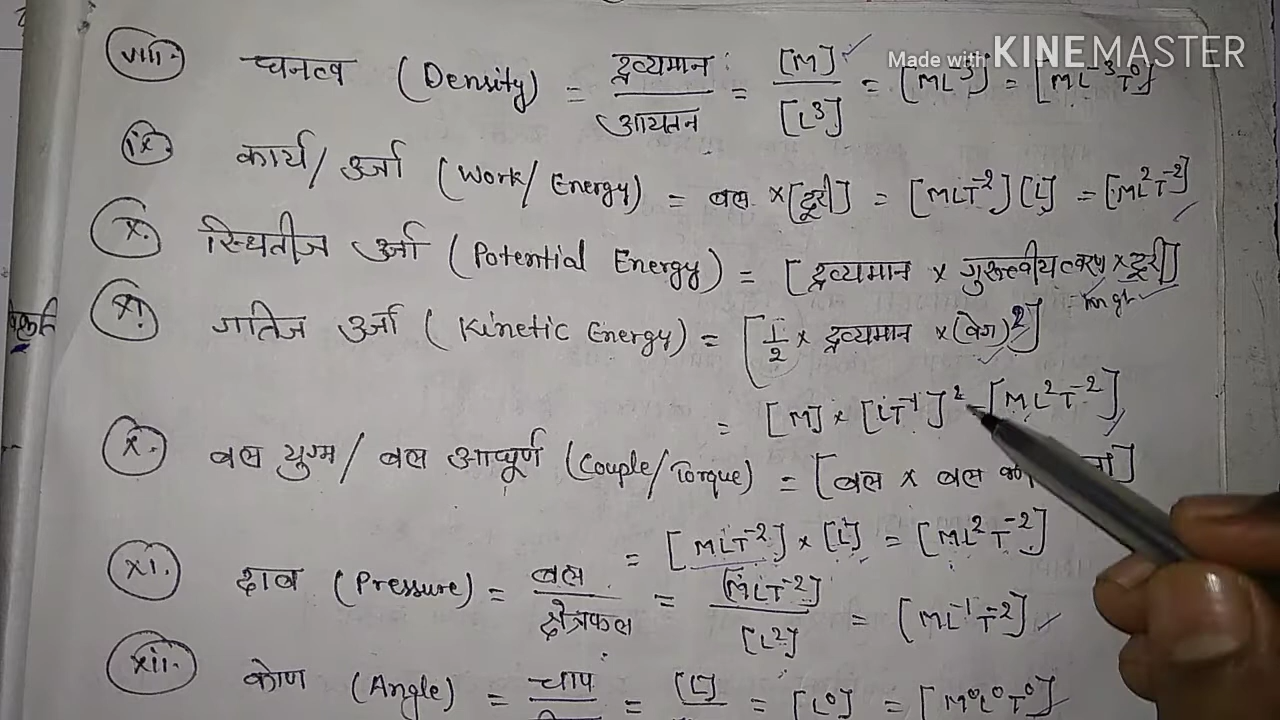 Made with KINEMASTER
viii. घनत्व (Density) = द्रव्यमान / आयतन = [M] / [L³] = [ML⁻³] = [ML⁻³T⁰]
ix. कार्य/ऊर्जा (Work/Energy) = बल × [दूरी] = [MLT⁻²][L] = [ML²T⁻²]
x. स्थितीज ऊर्जा (Potential Energy) = [द्रव्यमान × गुरुत्वीय त्वरण × दूरी]
xi. गतिज ऊर्जा (Kinetic Energy) = [1/2 × द्रव्यमान × (वेग)²]
= [M] × [LT⁻¹]² = [ML²T⁻²]
x. बल युग्म/बल आघूर्ण (Couple/Torque) = [बल × बल
= [MLT⁻²] × [L] = [ML²T⁻²]
xi. दाब (Pressure) = बल / क्षेत्रफल = [MLT⁻²] / [L²] = [ML⁻¹T⁻²]
xii. कोण (Angle) = चाप = [L] = [L⁰] = [M⁰L⁰T⁰]